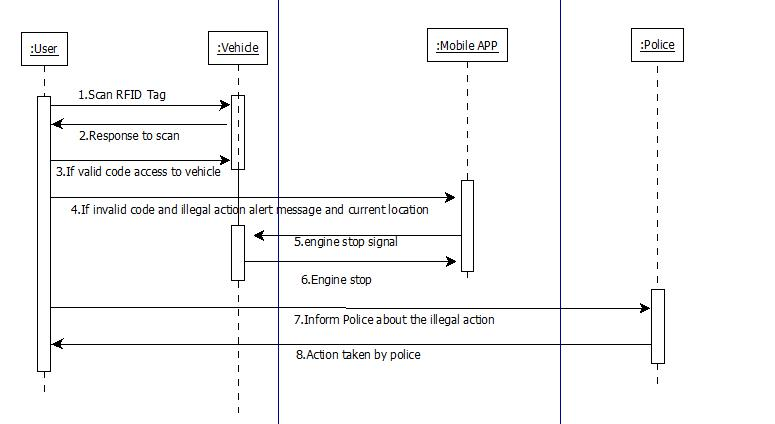 :User
:Vehicle
:Mobile APP
:Police
1.Scan RFID Tag
2.Response to scan
3.If valid code access to vehicle
4.If invalid code and illegal action alert message and current location
5.engine stop signal
6.Engine stop
7.Inform Police about the illegal action
8.Action taken by police